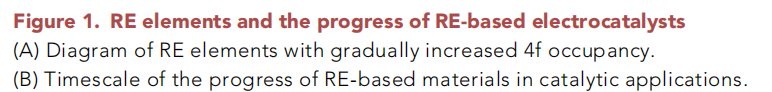 Figure 1. RE elements and the progress of RE-based electrocatalysts
(A) Diagram of RE elements with gradually increased 4f occupancy.
(B) Timescale of the progress of RE-based materials in catalytic applications.